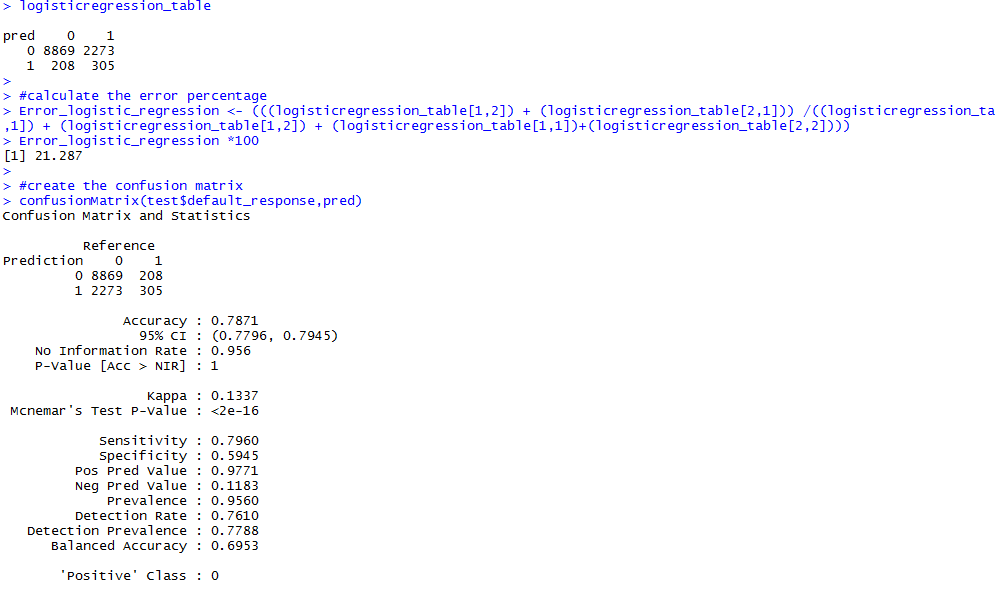 > logisticregression_table
pred    0    1
   0 8869 2273
   1  208  305
>
> #calculate the error percentage
> Error_logistic_regression <- (((logisticregression_table[1,2]) + (logisticregression_table[2,1])) /((logisticregression_ta
,1]) + (logisticregression_table[1,2]) + (logisticregression_table[1,1])+(logisticregression_table[2,2])))
> Error_logistic_regression *100
[1] 21.287
>
> #create the confusion matrix
> confusionMatrix(test$default_response,pred)
Confusion Matrix and Statistics
          Reference
Prediction    0    1
         0 8869  208
         1 2273  305
               Accuracy : 0.7871
                 95% CI : (0.7796, 0.7945)
    No Information Rate : 0.956
    P-Value [Acc > NIR] : 1
                  Kappa : 0.1337
 Mcnemar's Test P-Value : <2e-16
            Sensitivity : 0.7960
            Specificity : 0.5945
         Pos Pred Value : 0.9771
         Neg Pred Value : 0.1183
             Prevalence : 0.9560
         Detection Rate : 0.7610
   Detection Prevalence : 0.7788
      Balanced Accuracy : 0.6953
       'Positive' Class : 0